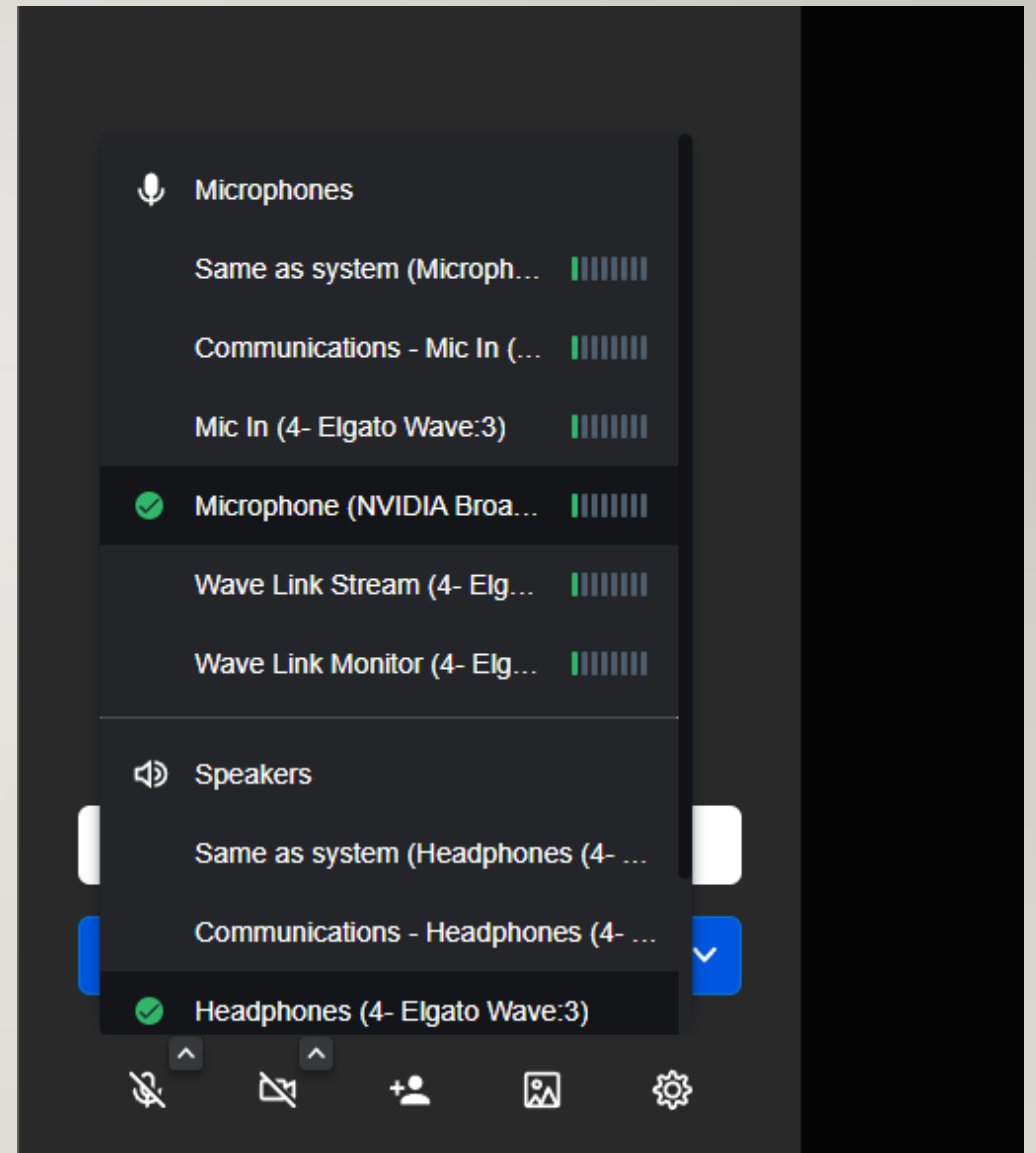 Microphones
Same as system (Microph...
Communications - Mic In (...
Mic In (4- Elgato Wave:3)
Microphone (NVIDIA Broa...
Wave Link Stream (4- Elg...
Wave Link Monitor (4- Elg...
Speakers
Same as system (Headphones (4- ...
Communications - Headphones (4- ...
Headphones (4- Elgato Wave:3)